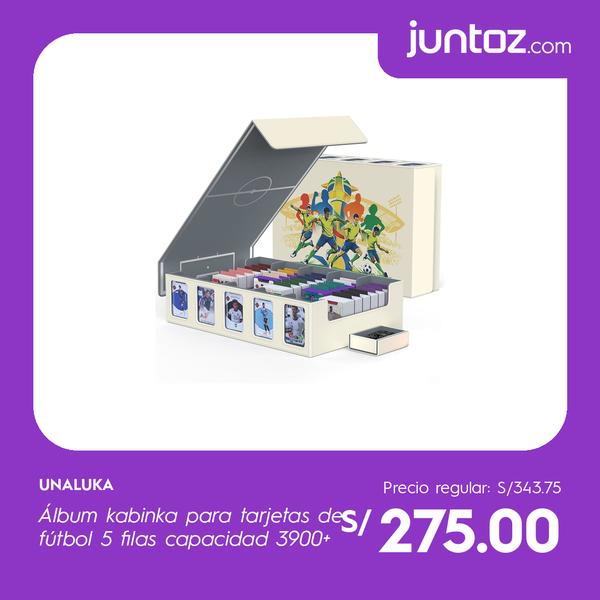 juntoz.com
UNALUKA
Álbum kabinka para tarjetas de
fútbol 5 filas capacidad 3900+
Precio regular: S/343.75
S/ 275.00